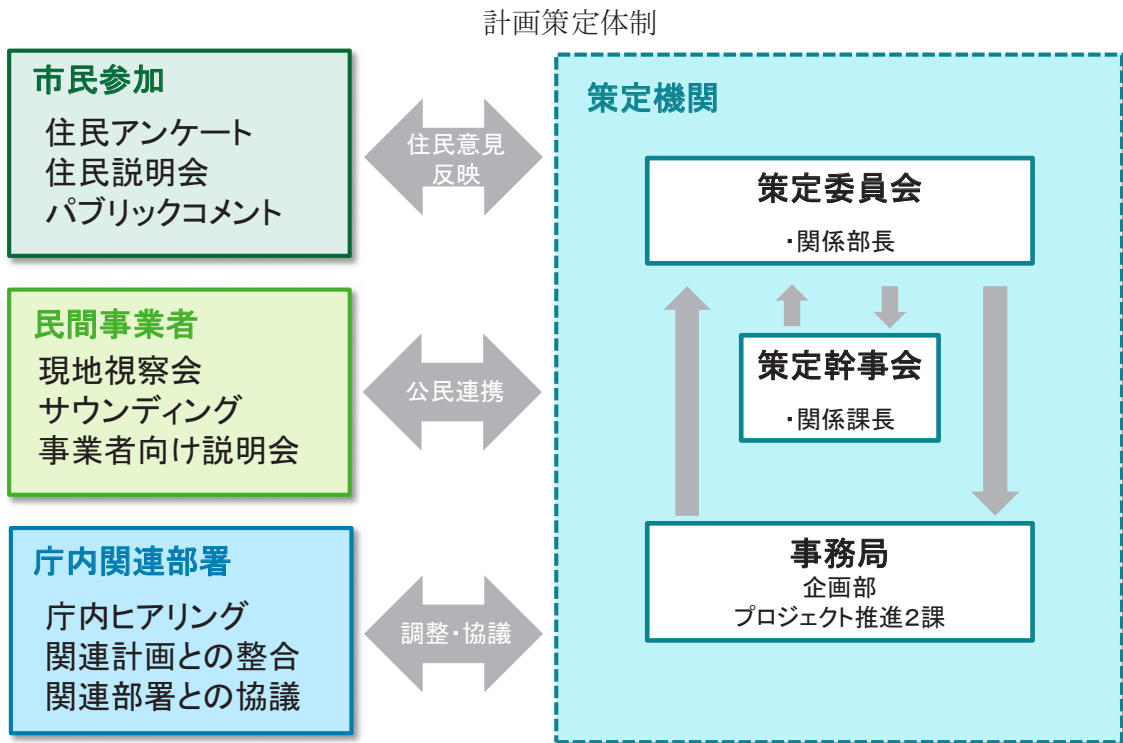 計画策定体制
市民参加
住民アンケート
住民説明会
パブリックコメント
住民意見
反映
民間事業者
現地視察会
サウンディング
事業者向け説明会
公民連携
庁内関連部署
庁内ヒアリング
関連計画との整合
関連部署との協議
調整・協議
策定機関
策定委員会
・関係部長
策定幹事会
・関係課長
事務局
企画部
プロジェクト推進2課